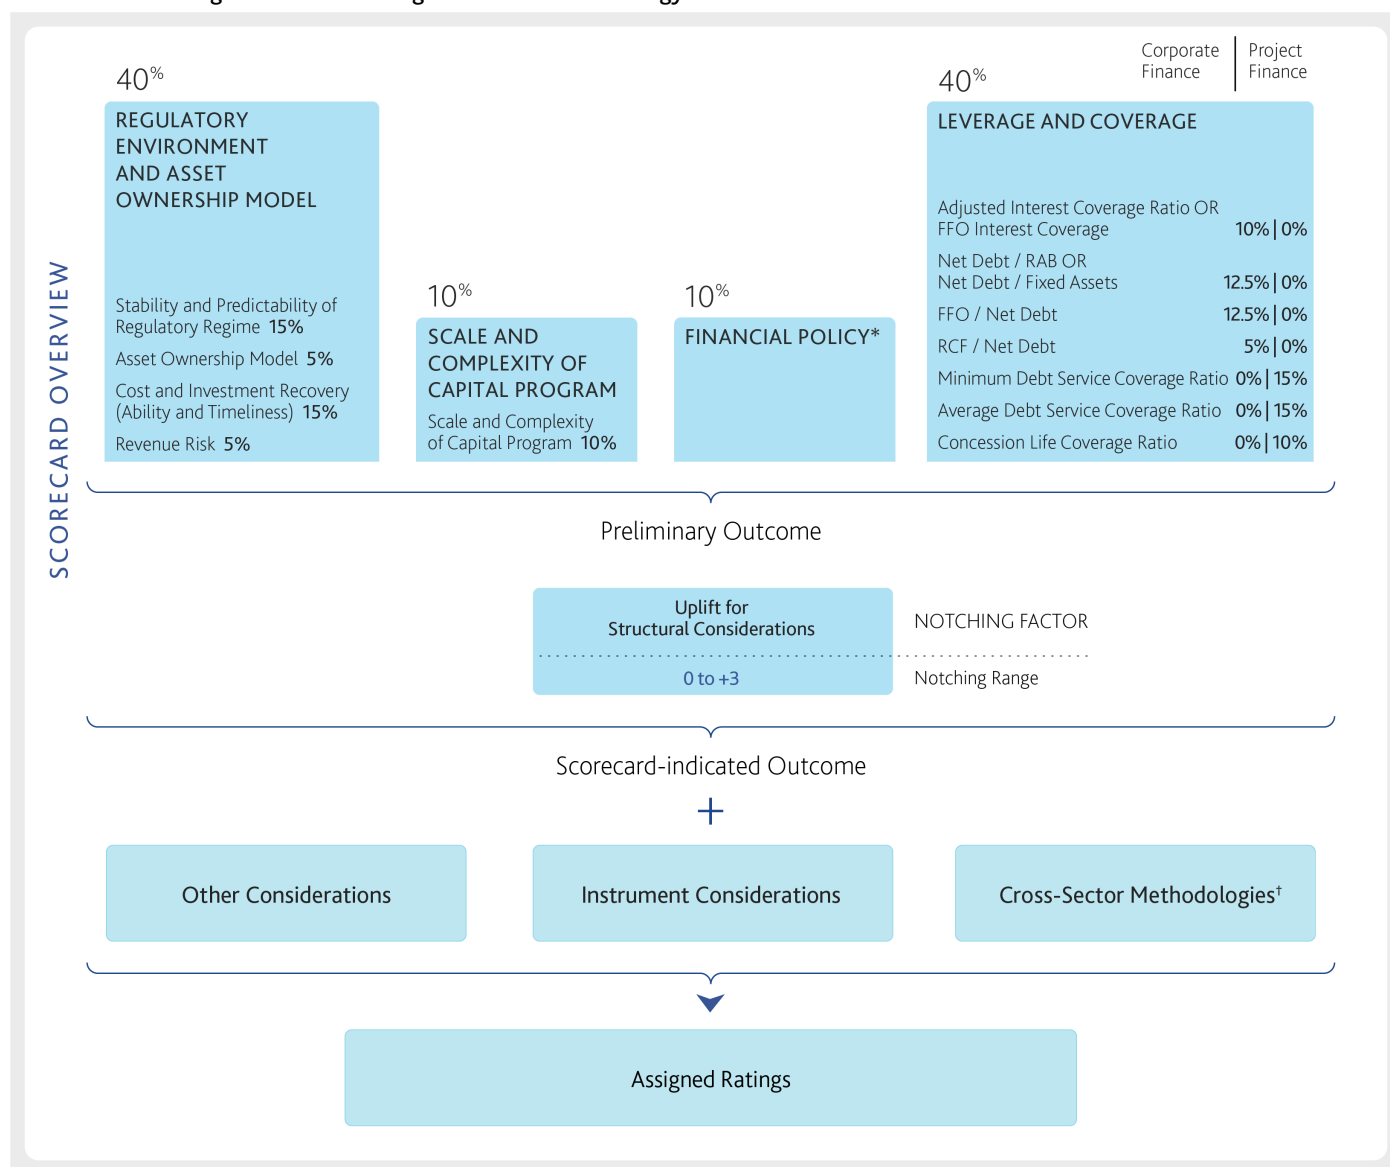 SCORECARD OVERVIEW
40%
REGULATORY
ENVIRONMENT
AND ASSET
OWNERSHIP MODEL
Stability and Predictability of
Regulatory Regime 15%
Asset Ownership Model 5%
Cost and Investment Recovery
(Ability and Timeliness) 15%
Revenue Risk 5%
10%
SCALE AND
COMPLEXITY OF
CAPITAL PROGRAM
Scale and Complexity
of Capital Program 10%
10%
FINANCIAL POLICY*
Corporate
Finance
Project
Finance
40%
LEVERAGE AND COVERAGE
Adjusted Interest Coverage Ratio OR
FFO Interest Coverage 10% | 0%
Net Debt / RAB OR
Net Debt / Fixed Assets 12.5% | 0%
FFO / Net Debt 12.5% | 0%
RCF / Net Debt 5% | 0%
Minimum Debt Service Coverage Ratio 0% | 15%
Average Debt Service Coverage Ratio 0% | 15%
Concession Life Coverage Ratio 0% | 10%
Preliminary Outcome
Uplift for
Structural Considerations
NOTCHING FACTOR
0 to +3
Notching Range
Scorecard-indicated Outcome
+
Other Considerations
Instrument Considerations
Cross-Sector Methodologies†
Assigned Ratings